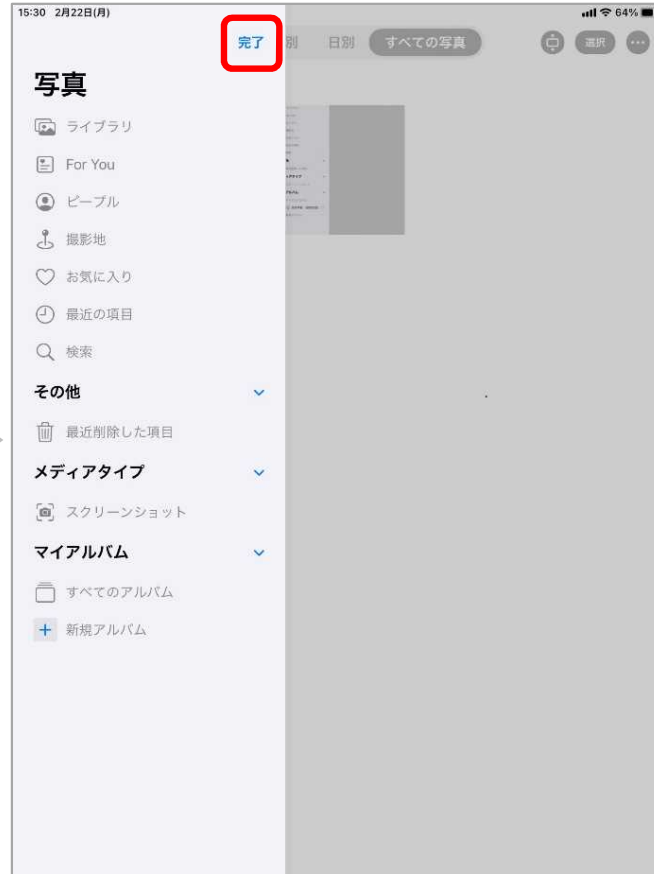 15:30 2月22日(月)
64%
完了
別
日別
すべての写真
選択
写真
ライブラリ
For You
ピープル
撮影地
お気に入り
最近の項目
検索
その他
最近削除した項目
メディアタイプ
スクリーンショット
マイアルバム
すべてのアルバム
新規アルバム